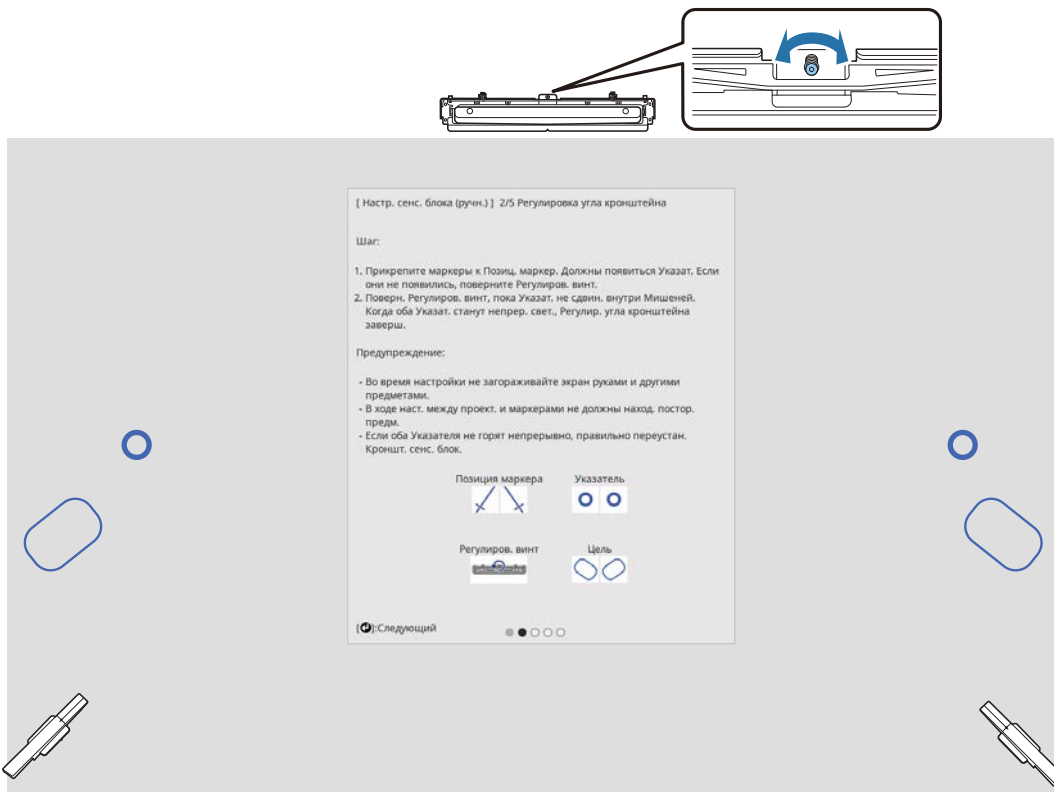 [ Настр. сенс. блока (ручн.) ] 2/5 Регулировка угла кронштейна
Шаг:
1. Прикрепите маркеры к Позиц. маркер. Должны появиться Указат. Если
они не появились, поверните Регулиров. винт.
2. Поверн. Регулиров. винт, пока Указат. не сдвин. внутри Мишеней.
Когда оба Указат. станут непрер. свет., Регулир. угла кронштейна
заверш.
Предупреждение:
- Во время настройки не загораживайте экран руками и другими
предметами.
- В ходе наст. между проект. и маркерами не должны наход. постор.
предм.
- Если оба Указателя не горят непрерывно, правильно переустан.
Кроншт. сенс. блок.
Позиция маркера Указатель
Регулиров. винт Цель
[ ]:Следующий